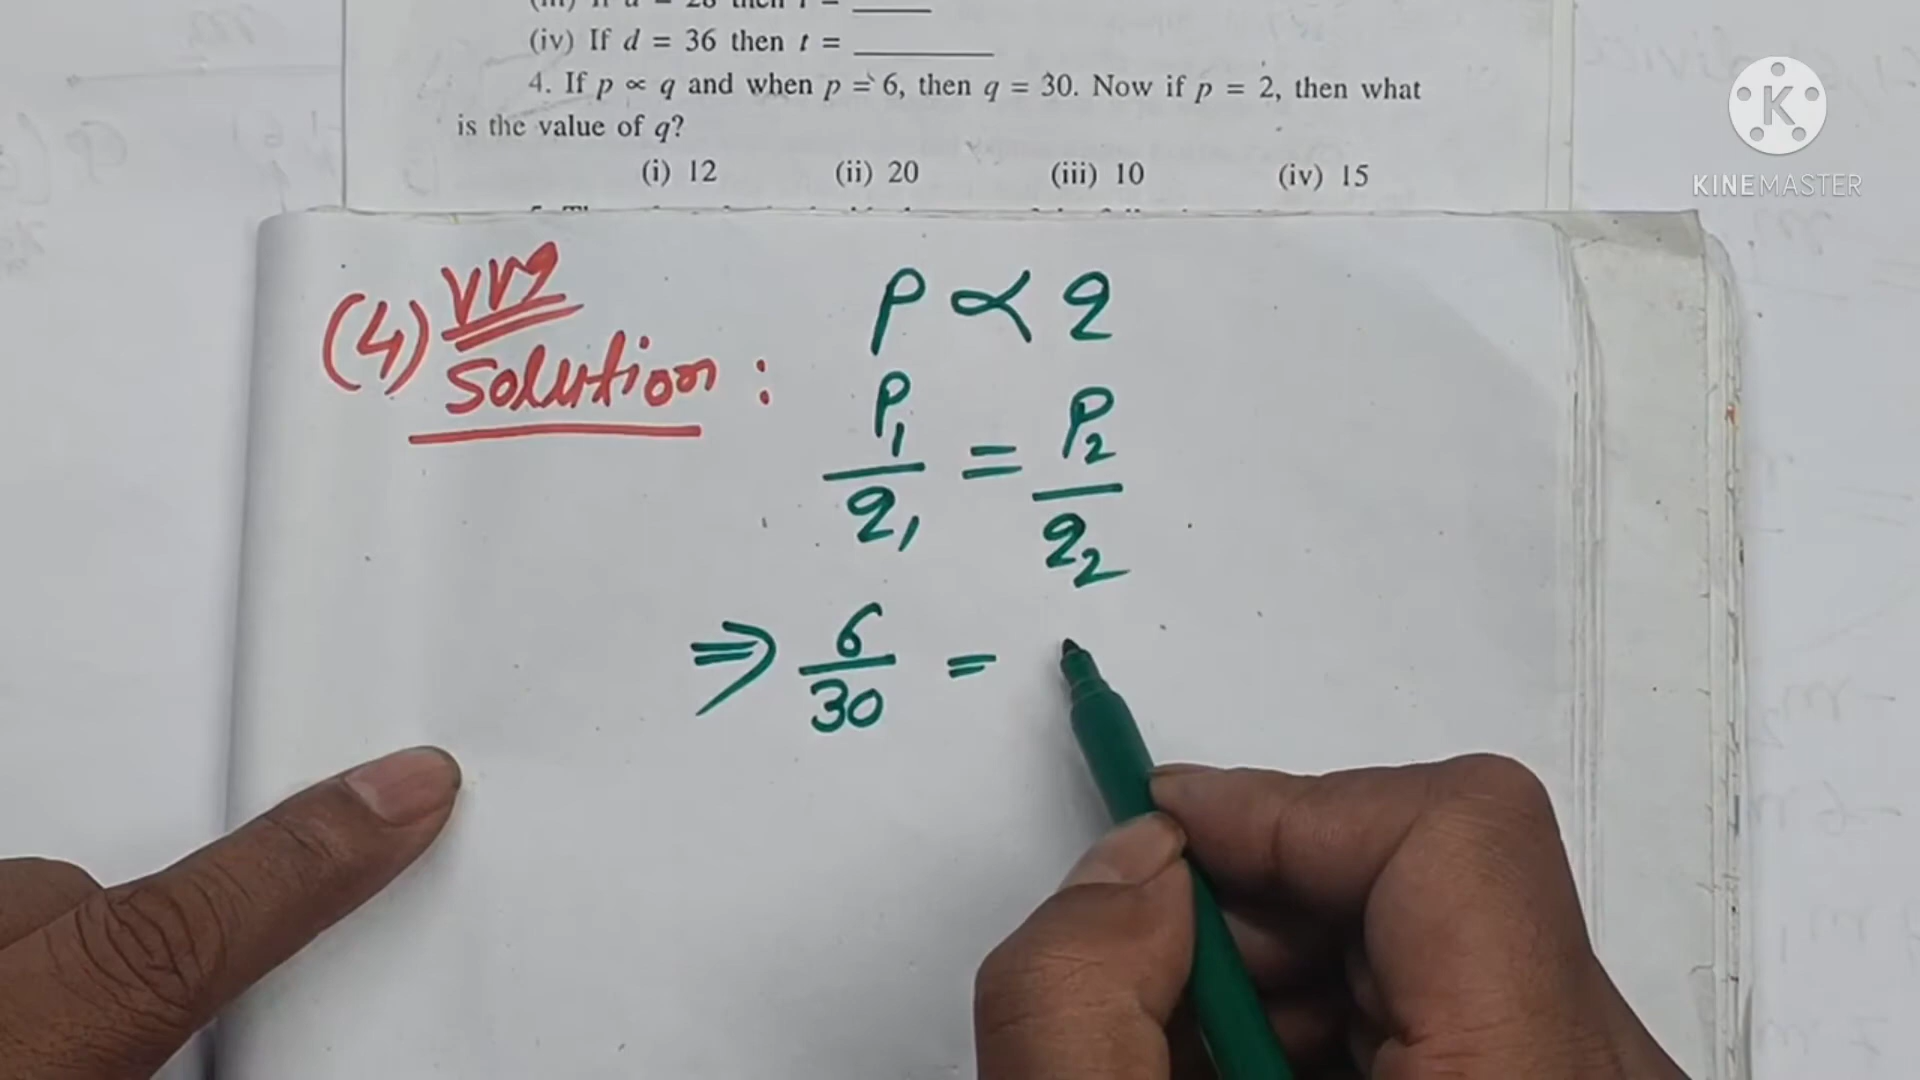 (iv) If d = 36 then t = ________
4. If p ∝ q and when p = 6, then q = 30. Now if p = 2, then what
is the value of q?
(i) 12 (ii) 20 (iii) 10 (iv) 15
KINEMASTER
(4) VVI
Solution : P ∝ q
P₁/q₁ = P₂/q₂
⇒ 6/30 =